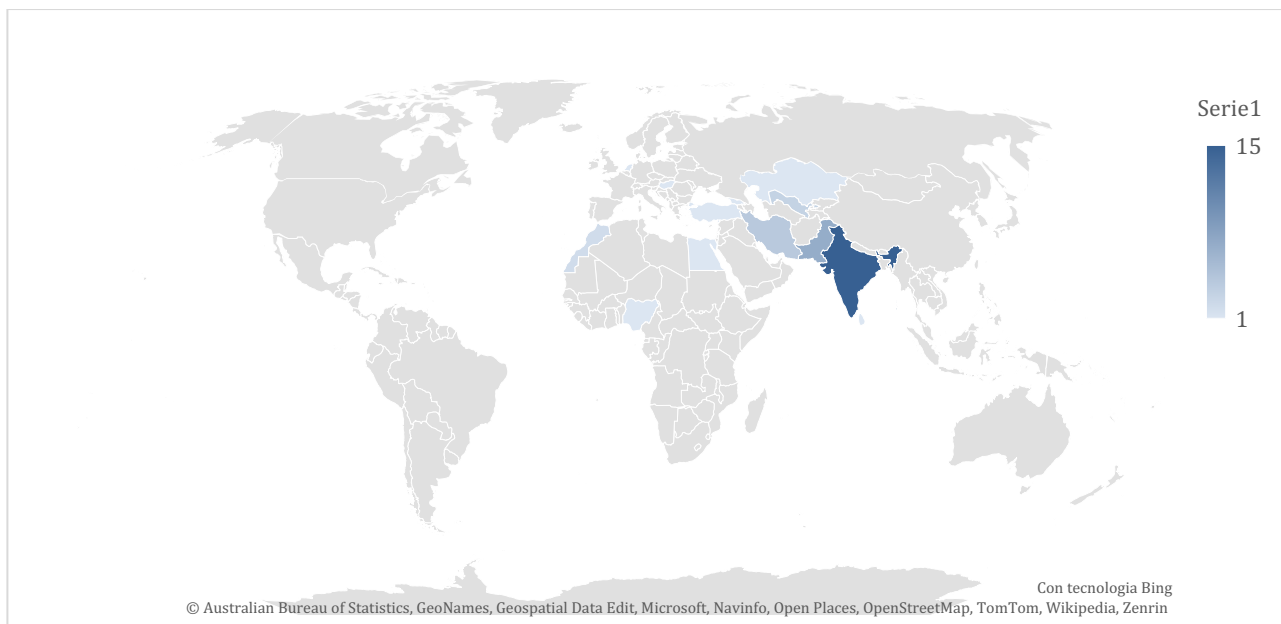 Serie1
15
1
Con tecnologia Bing
© Australian Bureau of Statistics, GeoNames, Geospatial Data Edit, Microsoft, Navinfo, Open Places, OpenStreetMap, TomTom, Wikipedia, Zenrin